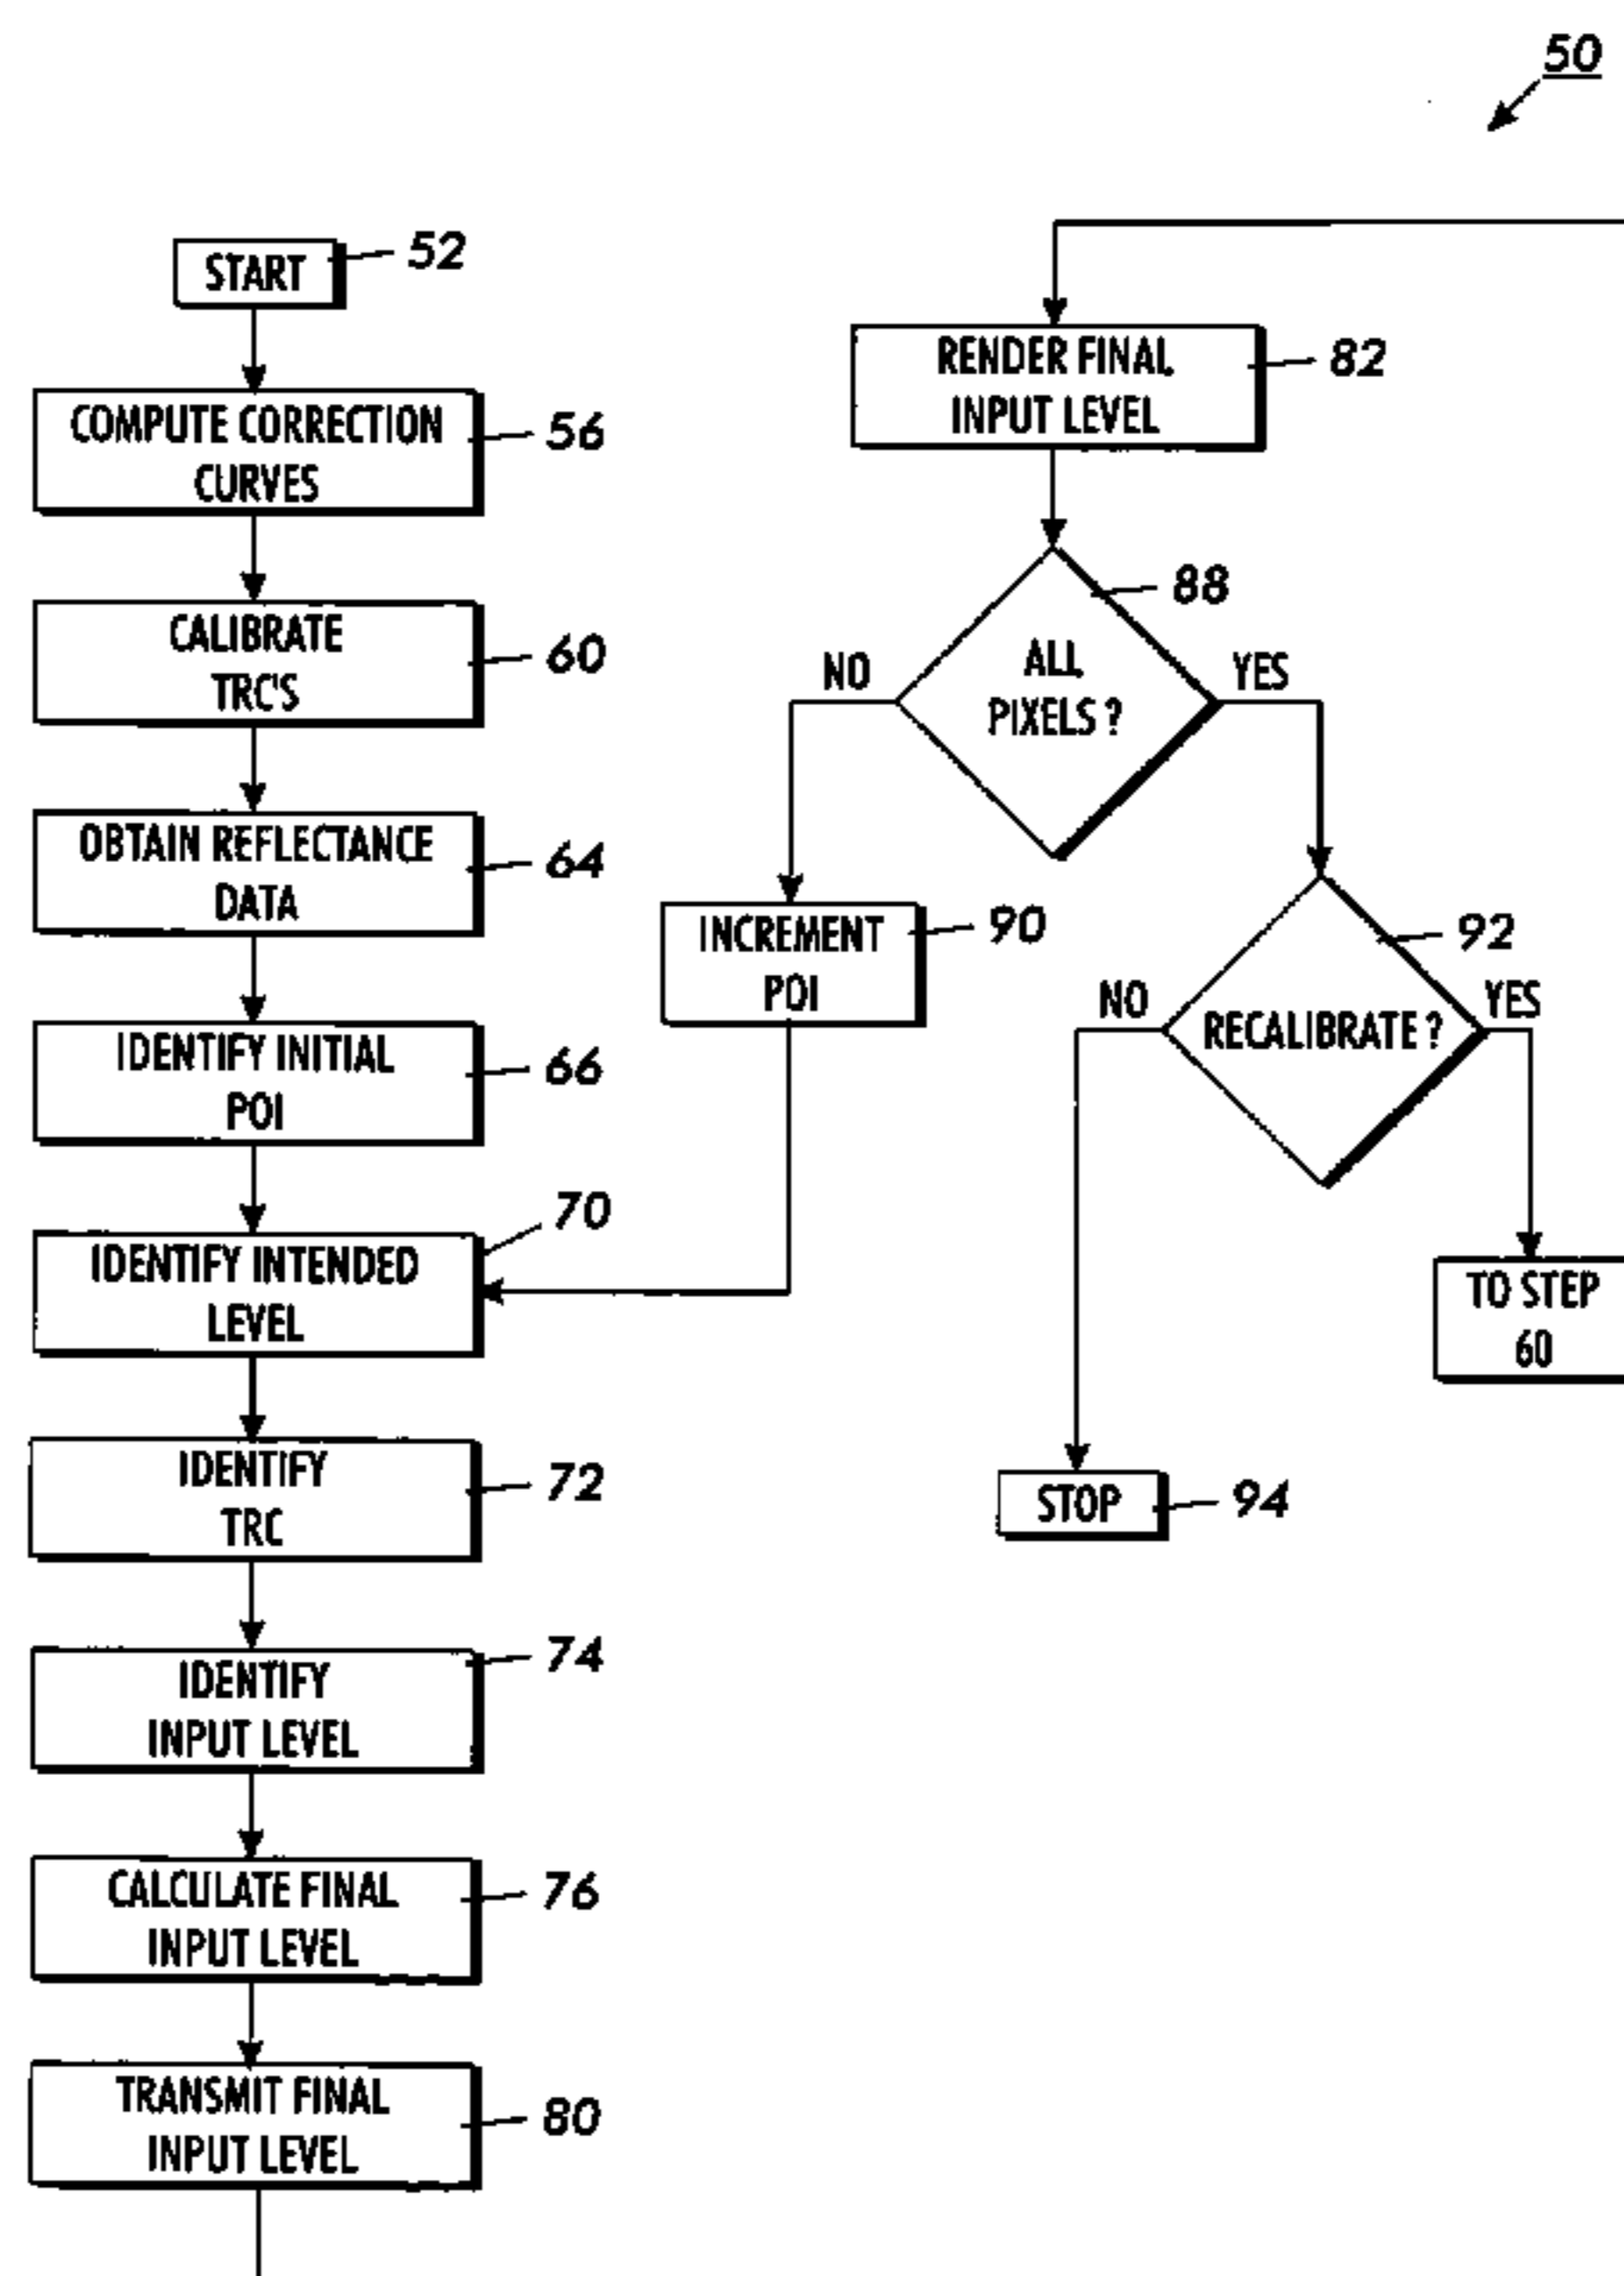 50
START
52
COMPUTE CORRECTION
CURVES
56
CALIBRATE
TRC'S
60
OBTAIN REFLECTANCE
DATA
64
IDENTIFY INITIAL
POI
66
IDENTIFY INTENDED
LEVEL
70
IDENTIFY
TRC
72
IDENTIFY
INPUT LEVEL
74
CALCULATE FINAL
INPUT LEVEL
76
TRANSMIT FINAL
INPUT LEVEL
80
RENDER FINAL
INPUT LEVEL
82
ALL
PIXELS ?
88
NO
YES
INCREMENT
POI
90
RECALIBRATE ?
92
NO
YES
TO STEP
60
STOP
94